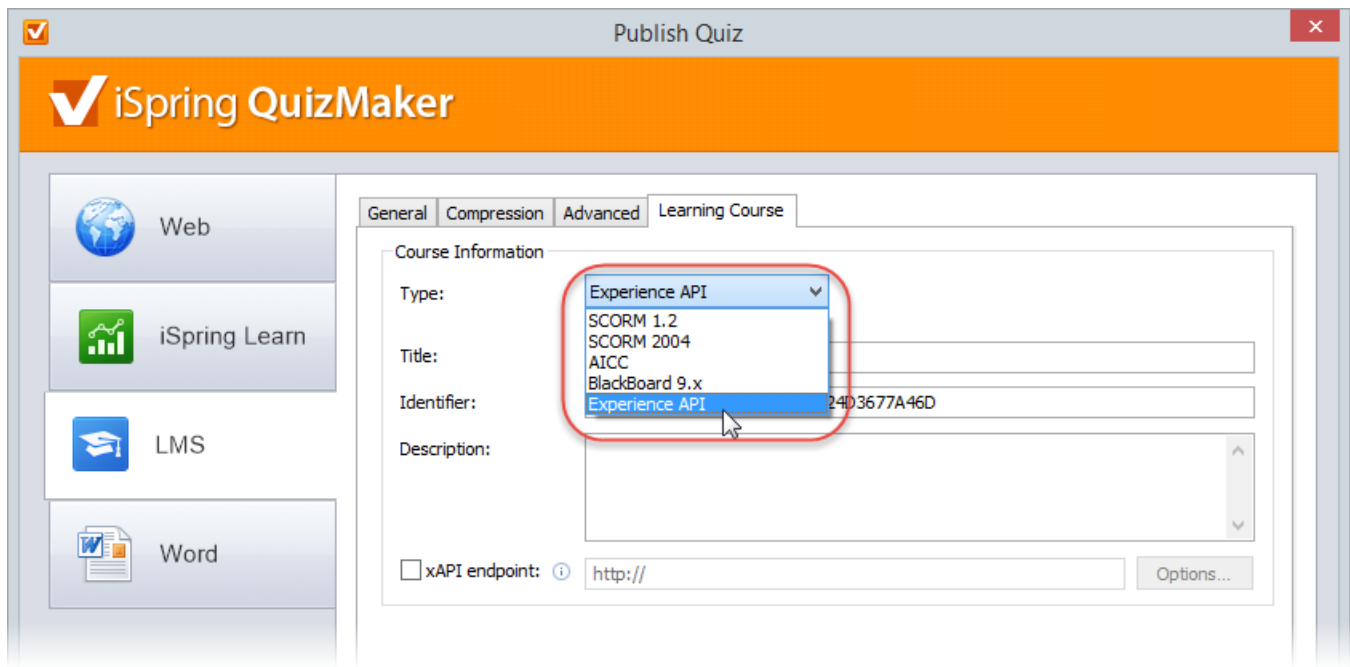 Publish Quiz
iSpring QuizMaker
Web
iSpring Learn
LMS
Word
General Compression Advanced Learning Course
Course Information
Type: Experience API
SCORM 1.2
SCORM 2004
AICC
BlackBoard 9.x
Experience API
Title:
Identifier: 24D3677A46D
Description:
xAPI endpoint: http:// Options...